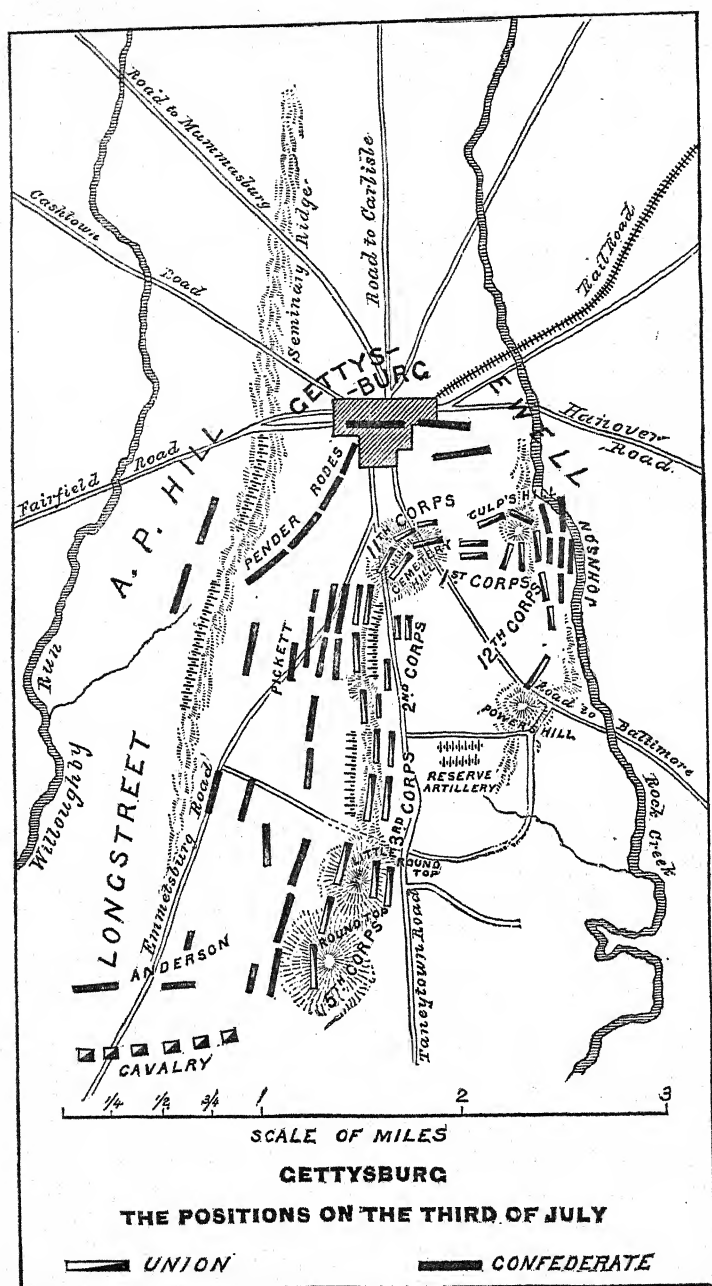 Road to Mummasburg
Cashtown Road
Seminary Ridge
Road to Carlisle
Rail Road
GETTYS-
-BURG
EWELL
Hanover
Road.
Fairfield Road
A. P. HILL
PENDER
RODES
11TH CORPS
CEMETERY
HILL
CULP'S HILL
1ST CORPS
12TH CORPS
JOHNSON
PICKETT
2ND CORPS
Willoughby Run
POWER'S HILL
Road to Baltimore
RESERVE
ARTILLERY
3RD CORPS
LITTLE
ROUND
TOP
Rock Creek
LONGSTREET
Emmetsburg Road
ROUND TOP
5TH CORPS
Taneytown Road
ANDERSON
CAVALRY
1/4 1/2 3/4 1 2 3
SCALE OF MILES
GETTYSBURG
THE POSITIONS ON THE THIRD OF JULY
UNION CONFEDERATE